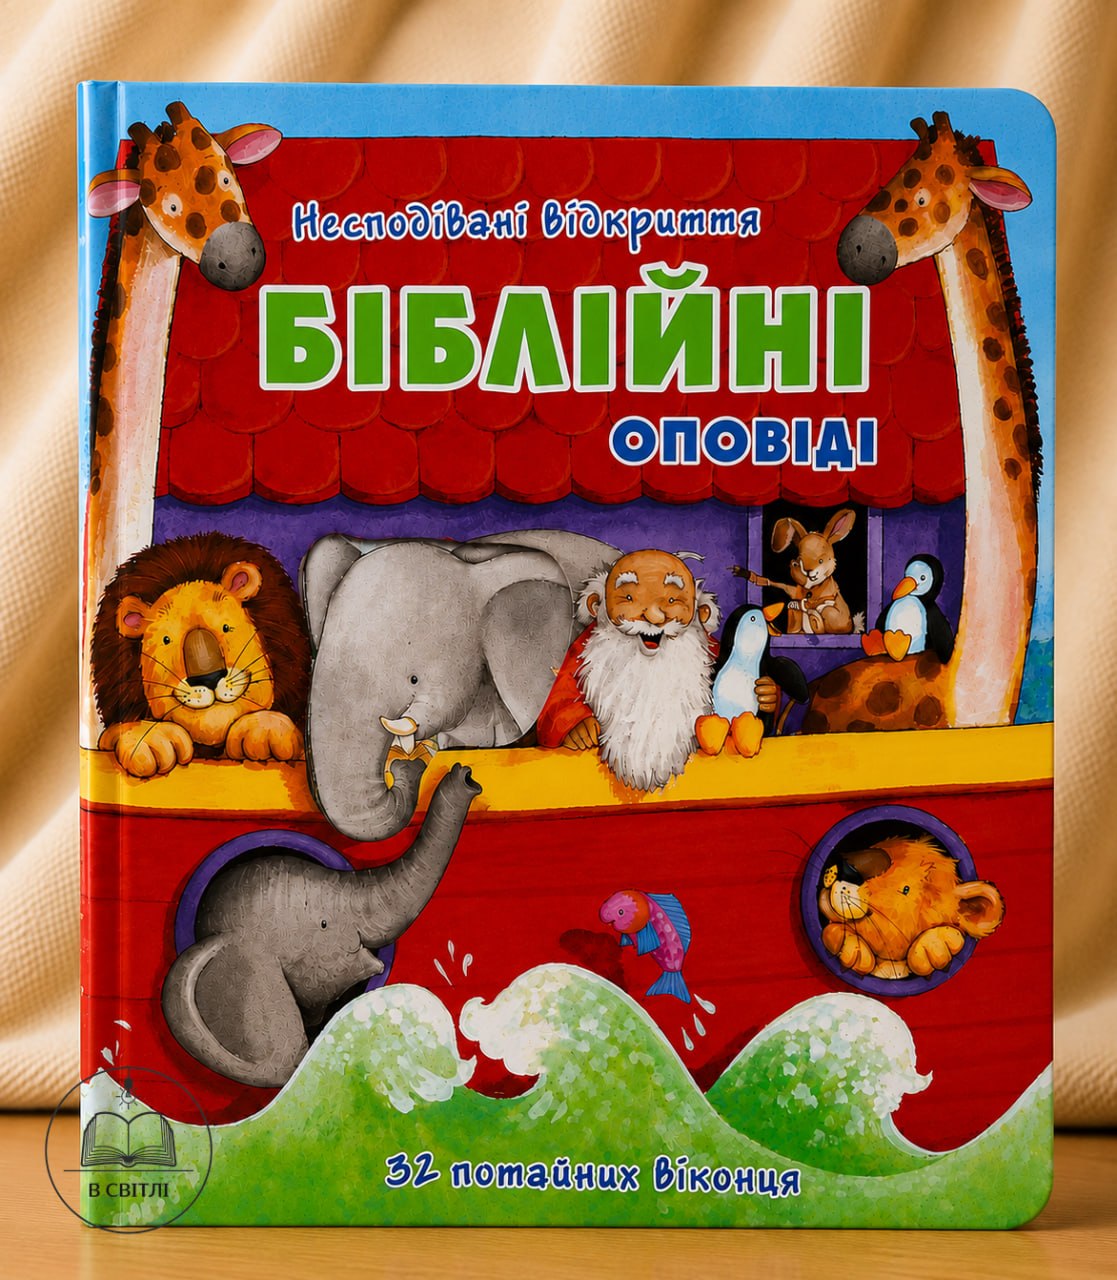 Несподівані відкриття
БІБЛІЙНІ
ОПОВІДІ
32 потайних віконця
В СВІТЛІ